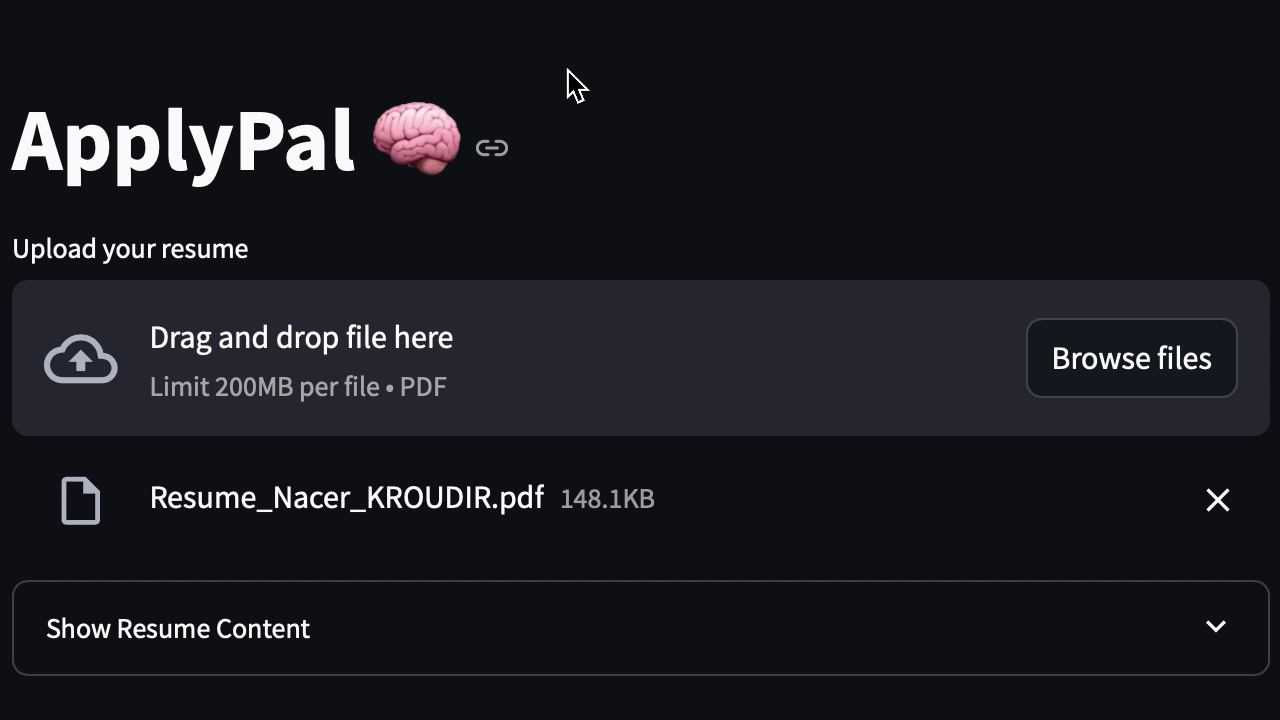 ApplyPal 🧠
Upload your resume
Drag and drop file here
Limit 200MB per file • PDF
Browse files
Resume_Nacer_KROUDIR.pdf 148.1KB
Show Resume Content